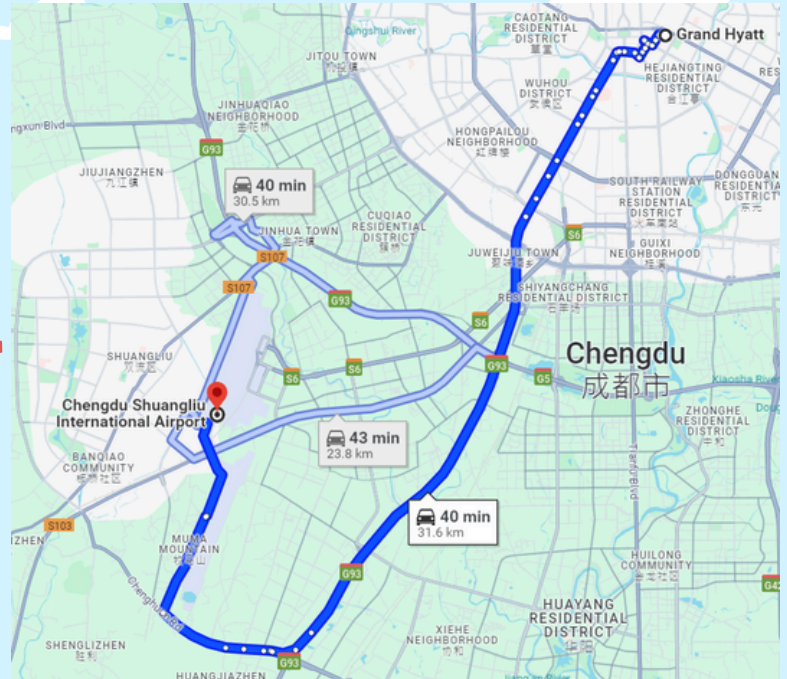 CAOTANG
RESIDENTIAL
DISTRICT
草堂
Qingshui River
Grand Hyatt
JITOU TOWN
HEJIANGTING
RESIDENTIAL
DISTRICT
合江亭
WUHOU
DISTRICT
武侯区
JINHUAQIAO
NEIGHBORHOOD
金花桥
ngxun Blvd
HONGPAILOU
NEIGHBORHOOD
红牌楼
G93
JIUJIANGZHEN
九江镇
40 min
30.5 km
SOUTH RAILWAY
STATION
RESIDENTIAL
DISTRICT
火车南站
CUQIAO
RESIDENTIAL
DISTRICT
簇桥
JINHUA TOWN
金花镇
S6
GUIXI
NEIGHBORHOOD
桂溪
JUWEIJIU TOWN
S107
S107
SHIYANGCHANG
RESIDENTIAL DISTRICT
石羊场
G93
S6
SHUANGLIU
双流区
G93
S6
S6
G5
Chengdu
成都市
Xiaosha River
Chengdu Shuangliu
International Airport
ZHONGHE
RESIDENTIAL
DISTRICT
中和
43 min
23.8 km
BANQIAO
COMMUNITY
板桥社区
Tianfu Blvd
40 min
31.6 km
S103
IZHEN
MUMA
MOUNTAIN
牧马山
HUILONG
COMMUNITY
G93
G42
HUAYANG
RESIDENTIAL
DISTRICT
华阳
SHENGLIZHEN
胜利
XIEHE
NEIGHBORHOOD
协和
G93
HUANGJIAZHEN